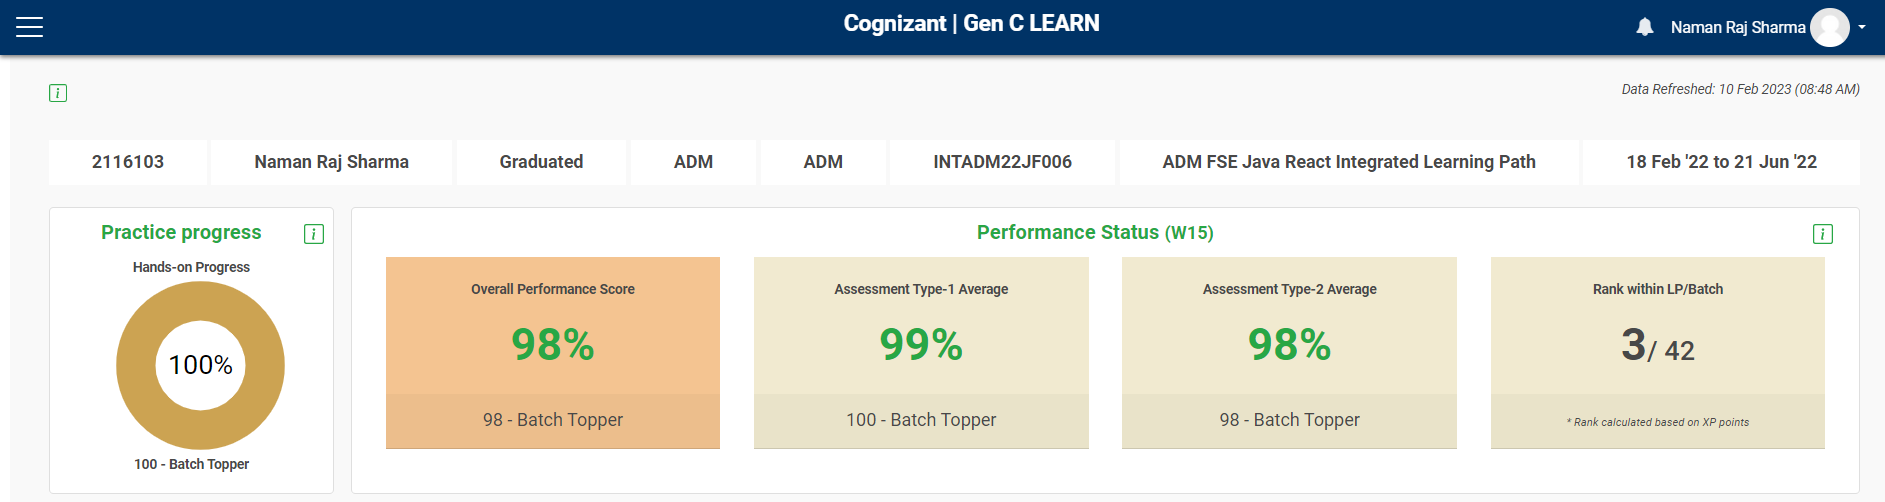 Cognizant | Gen C LEARN
Naman Raj Sharma
i
Data Refreshed: 10 Feb 2023 (08:48 AM)
2116103 Naman Raj Sharma Graduated ADM ADM INTADM22JF006 ADM FSE Java React Integrated Learning Path 18 Feb '22 to 21 Jun '22
Practice progress i
Hands-on Progress
100%
100 - Batch Topper
Performance Status (W15) i
Overall Performance Score
98%
98 - Batch Topper
Assessment Type-1 Average
99%
100 - Batch Topper
Assessment Type-2 Average
98%
98 - Batch Topper
Rank within LP/Batch
3/ 42
* Rank calculated based on XP points